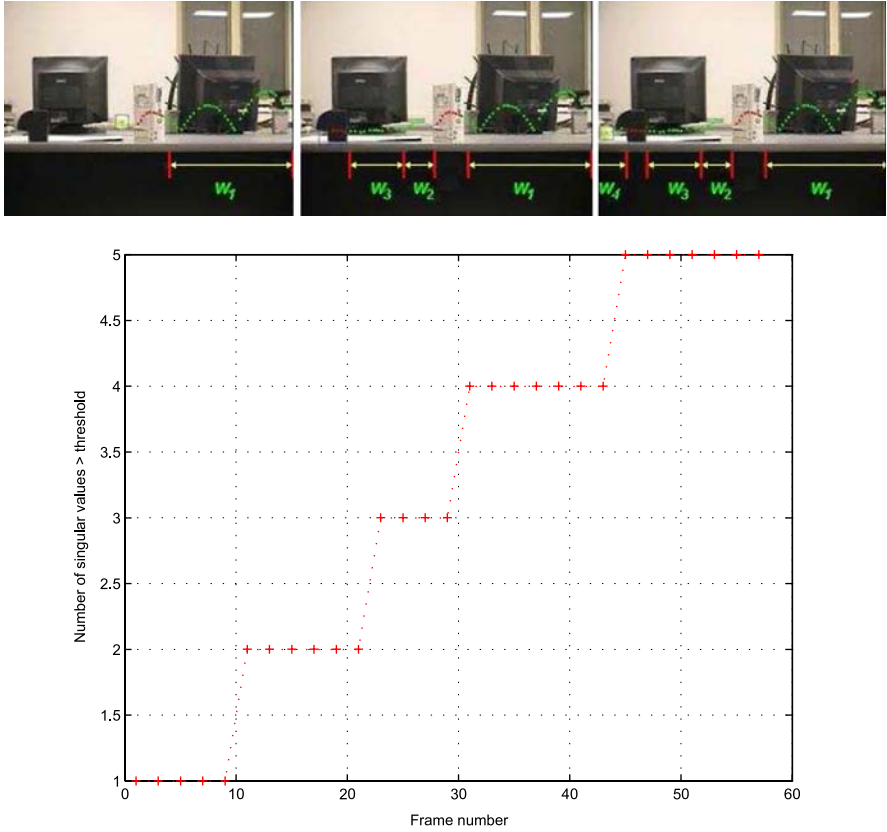 w1
w3 w2 w1
w4 w3 w2 w1
5
4.5
4
3.5
3
2.5
2
1.5
1
Number of singular values > threshold
0 10 20 30 40 50 60
Frame number